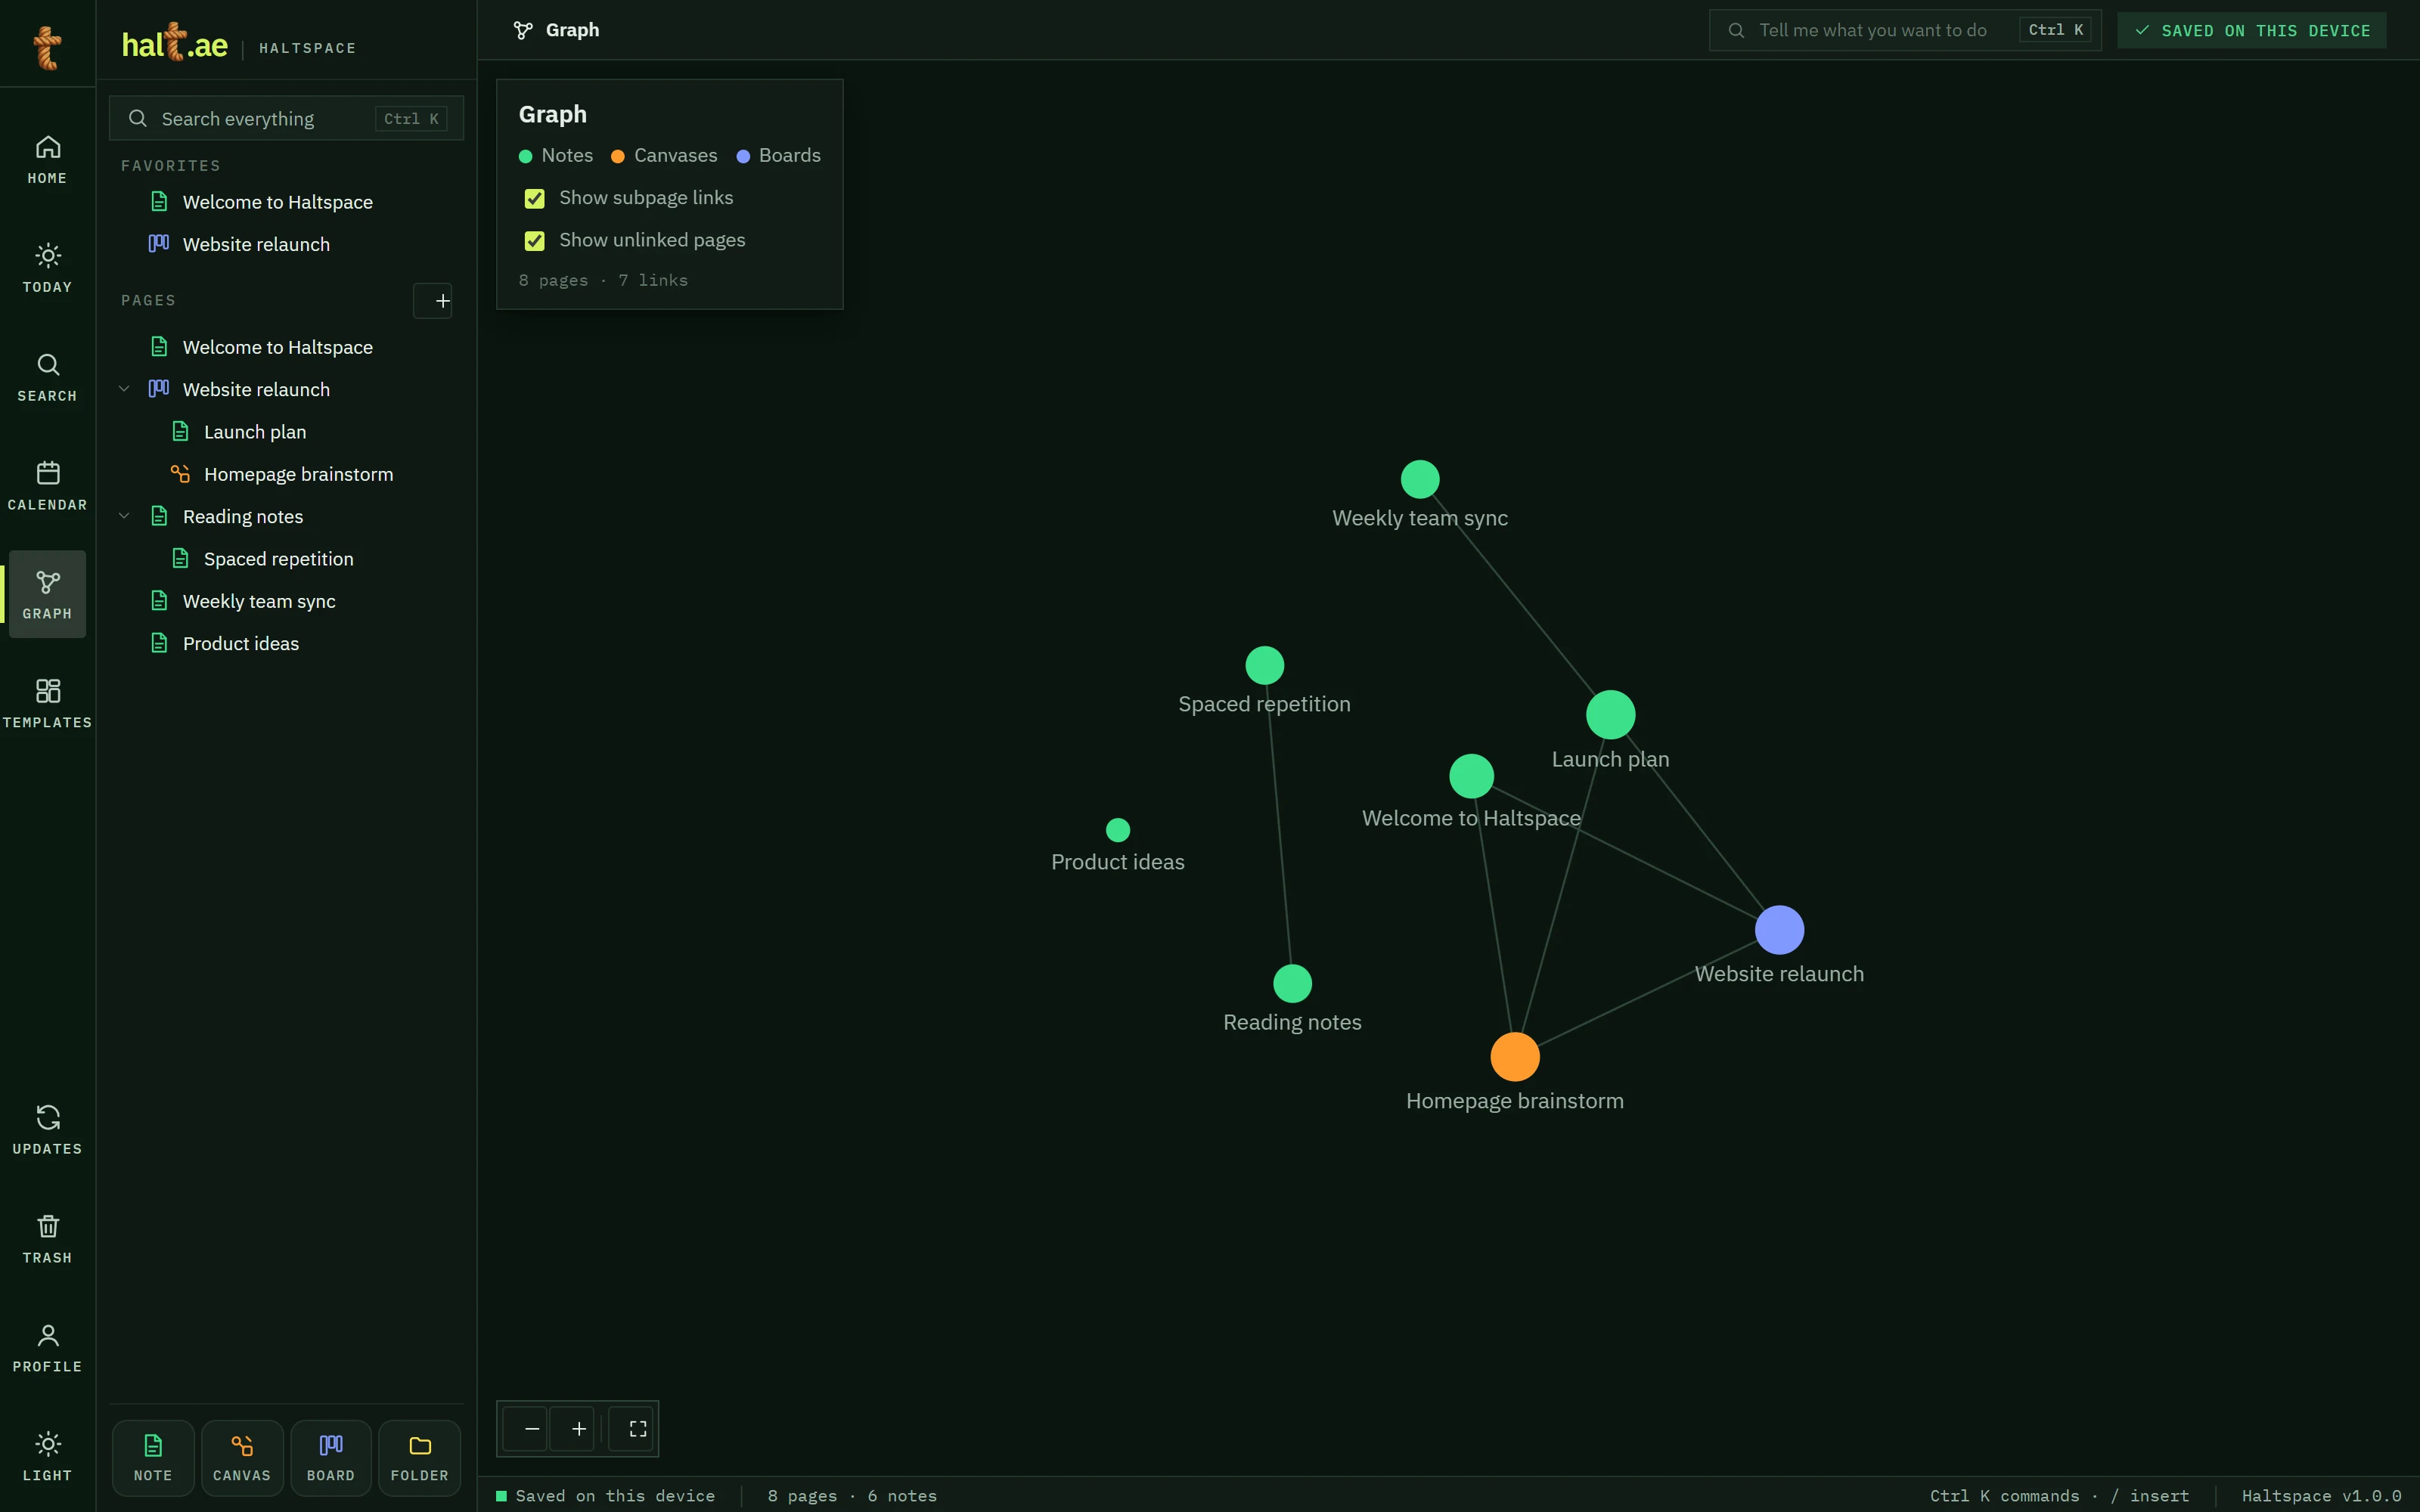 halt.ae | HALTSPACE
HOME
TODAY
SEARCH
CALENDAR
GRAPH
TEMPLATES
UPDATES
TRASH
PROFILE
LIGHT
Search everything Ctrl K
FAVORITES
Welcome to Haltspace
Website relaunch
PAGES
Welcome to Haltspace
Website relaunch
Launch plan
Homepage brainstorm
Reading notes
Spaced repetition
Weekly team sync
Product ideas
NOTE CANVAS BOARD FOLDER
Graph
Tell me what you want to do Ctrl K
SAVED ON THIS DEVICE
Graph
Notes Canvases Boards
Show subpage links
Show unlinked pages
8 pages · 7 links
Weekly team sync
Spaced repetition
Launch plan
Welcome to Haltspace
Product ideas
Website relaunch
Reading notes
Homepage brainstorm
Saved on this device
8 pages · 6 notes
Ctrl K commands · / insert
Haltspace v1.0.0